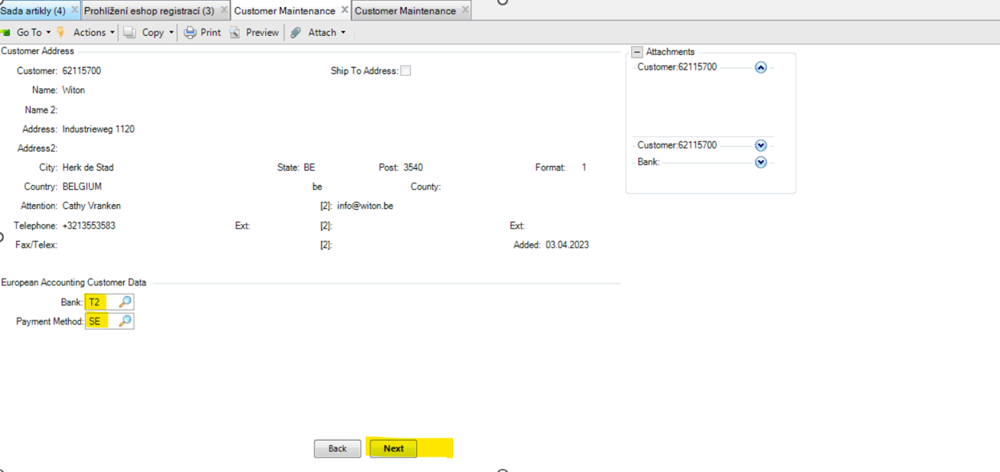 Sada artikly (4) Prohlížení eshop registrací (3) Customer Maintenance Customer Maintenance
Go To Actions Copy Print Preview Attach
Customer Address
Customer: 62115700 Ship To Address:
Name: Witon
Name 2:
Address: Industrieweg 1120
Address2:
City: Herk de Stad State: BE Post: 3540 Format: 1
Country: BELGIUM be County:
Attention: Cathy Vranken [2]: info@witon.be
Telephone: +3213553583 Ext: [2]: Ext:
Fax/Telex: [2]: Added: 03.04.2023
Attachments
Customer:62115700
Customer:62115700
Bank:
European Accounting Customer Data
Bank: T2
Payment Method: SE
Back Next